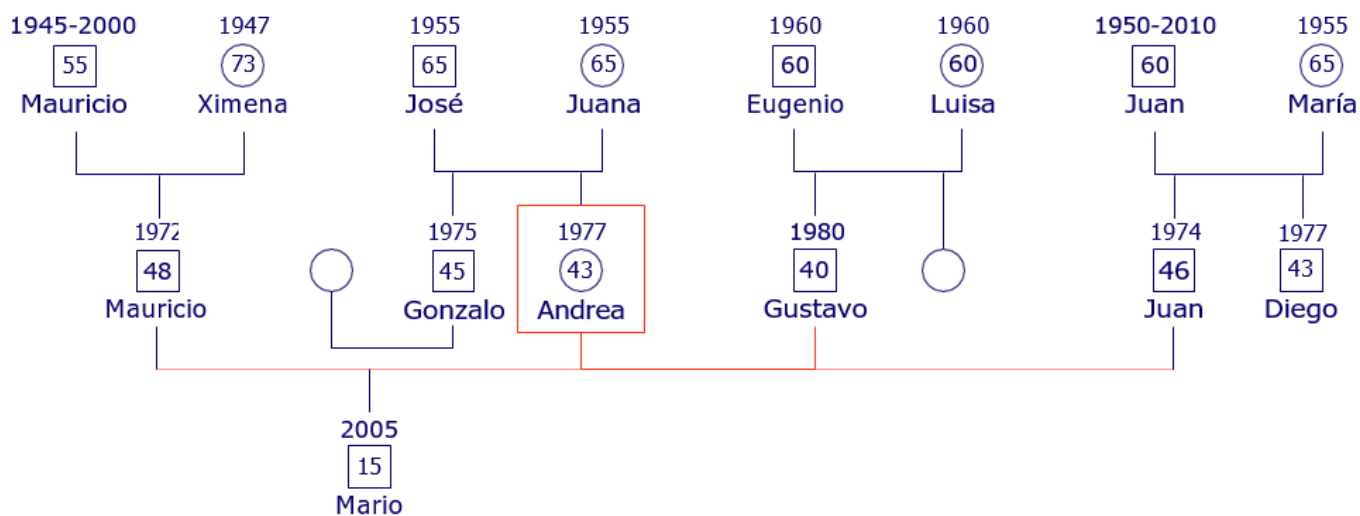 1945-2000 1947 1955 1955 1960 1960 1950-2010 1955
55 73 65 65 60 60 60 65
Mauricio Ximena José Juana Eugenio Luisa Juan María
1972 1975 1977 1980 1974 1977
48 45 43 40 46 43
Mauricio Gonzalo Andrea Gustavo Juan Diego
2005
15
Mario